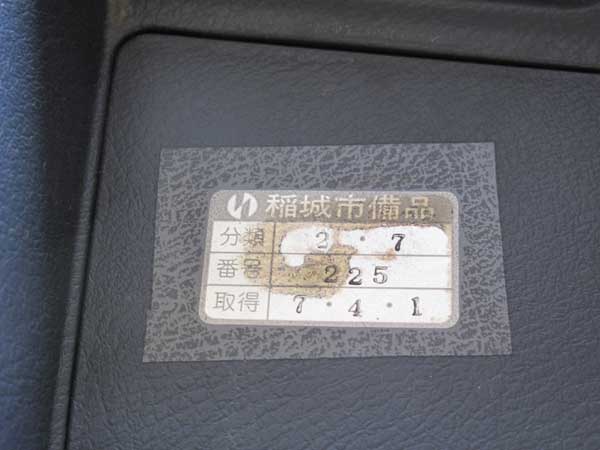 稲城市備品
分類 2・7
番号 225
取得 7・4・1